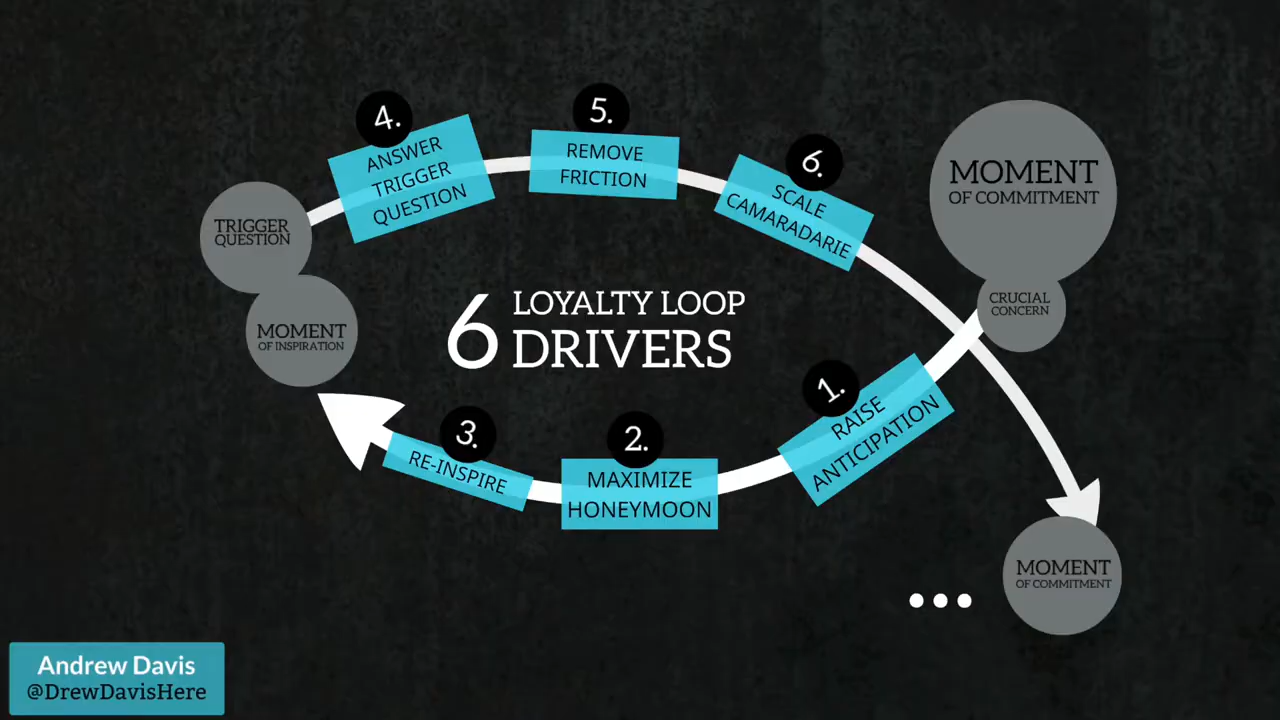 4.
ANSWER
TRIGGER
QUESTION
5.
REMOVE
FRICTION
6.
SCALE
CAMARADARIE
MOMENT
OF COMMITMENT
TRIGGER
QUESTION
MOMENT
OF INSPIRATION
6 LOYALTY LOOP
DRIVERS
CRUCIAL
CONCERN
1.
RAISE
ANTICIPATION
2.
MAXIMIZE
HONEYMOON
3.
RE-INSPIRE
MOMENT
OF COMMITMENT
Andrew Davis
@DrewDavisHere